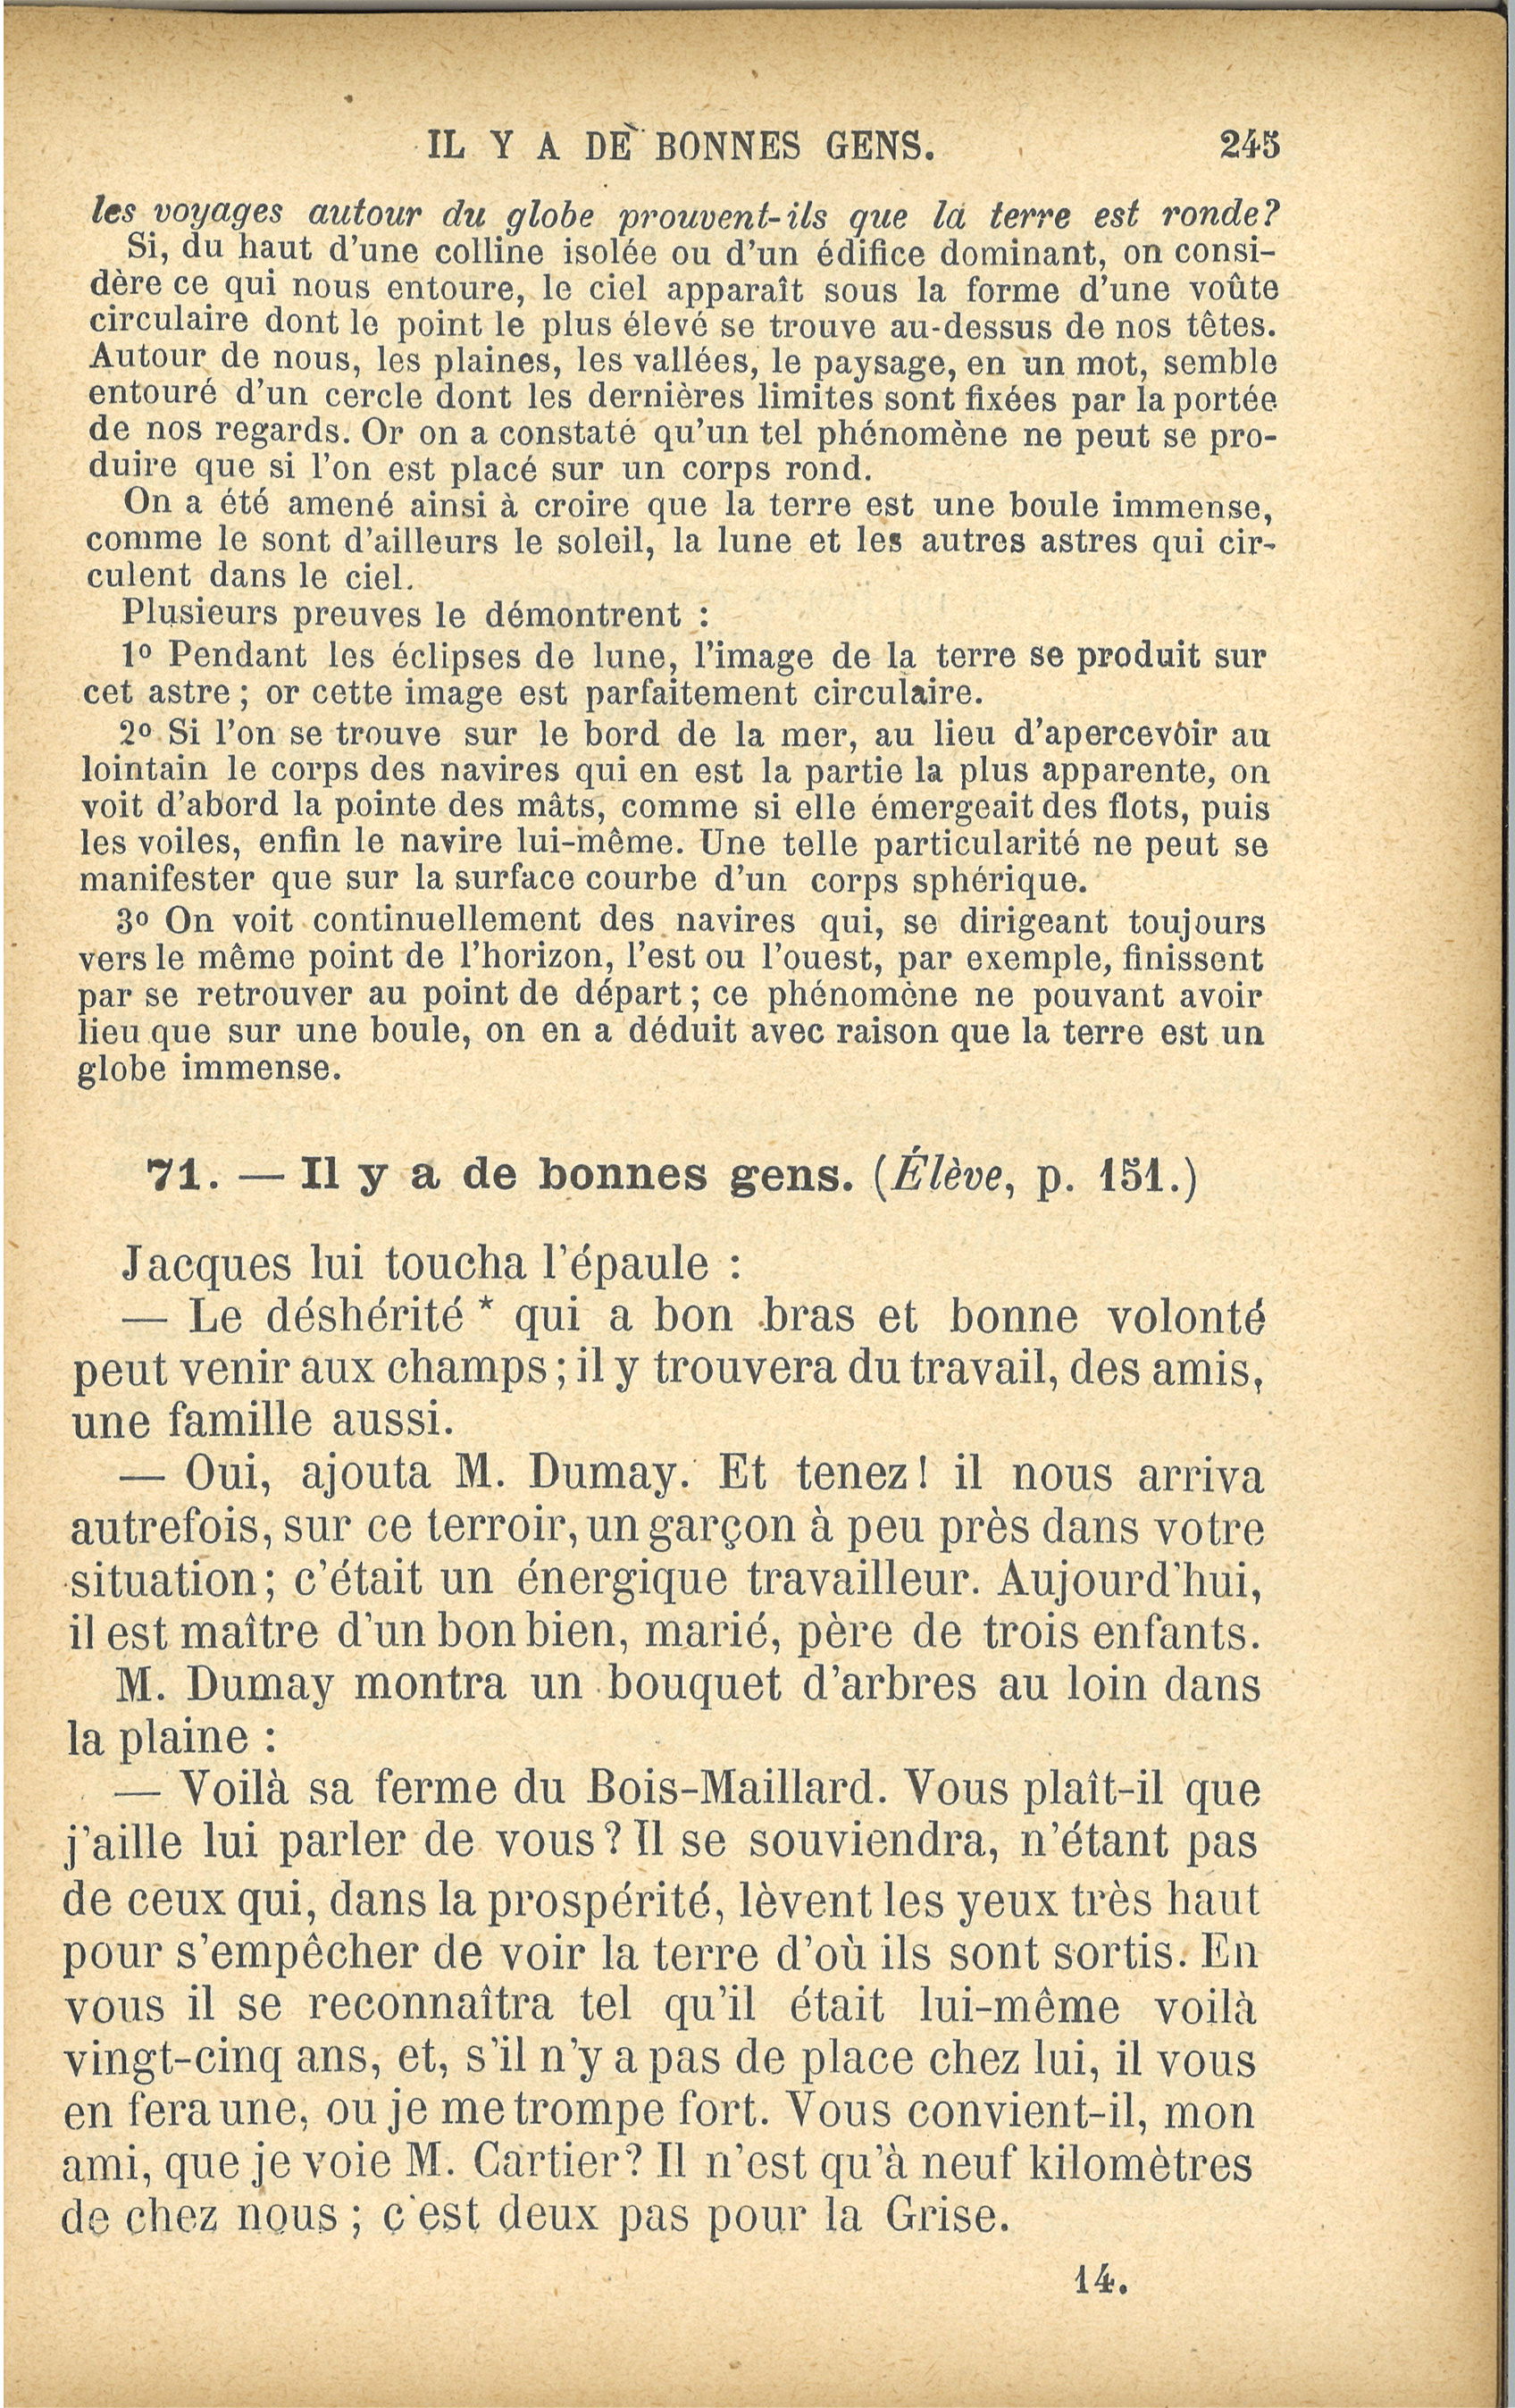 IL Y A DE BONNES GENS. 245
les voyages autour du globe prouvent-ils que la terre est ronde?
Si, du haut d'une colline isolée ou d'un édifice dominant, on consi-
dère ce qui nous entoure, le ciel apparaît sous la forme d'une voûte
circulaire dont le point le plus élevé se trouve au-dessus de nos têtes.
Autour de nous, les plaines, les vallées, le paysage, en un mot, semble
entouré d'un cercle dont les dernières limites sont fixées par la portée
de nos regards. Or on a constaté qu'un tel phénomène ne peut se pro-
duire que si l'on est placé sur un corps rond.
On a été amené ainsi à croire que la terre est une boule immense,
comme le sont d'ailleurs le soleil, la lune et les autres astres qui cir-
culent dans le ciel.
Plusieurs preuves le démontrent :
1o Pendant les éclipses de lune, l'image de la terre se produit sur
cet astre ; or cette image est parfaitement circulaire.
2o Si l'on se trouve sur le bord de la mer, au lieu d'apercevoir au
lointain le corps des navires qui en est la partie la plus apparente, on
voit d'abord la pointe des mâts, comme si elle émergeait des flots, puis
les voiles, enfin le navire lui-même. Une telle particularité ne peut se
manifester que sur la surface courbe d'un corps sphérique.
3o On voit continuellement des navires qui, se dirigeant toujours
vers le même point de l'horizon, l'est ou l'ouest, par exemple, finissent
par se retrouver au point de départ ; ce phénomène ne pouvant avoir
lieu que sur une boule, on en a déduit avec raison que la terre est un
globe immense.
71. — Il y a de bonnes gens. (Élève, p. 151.)
Jacques lui toucha l'épaule :
— Le déshérité * qui a bon bras et bonne volonté
peut venir aux champs ; il y trouvera du travail, des amis,
une famille aussi.
— Oui, ajouta M. Dumay. Et tenez! il nous arriva
autrefois, sur ce terroir, un garçon à peu près dans votre
situation ; c'était un énergique travailleur. Aujourd'hui,
il est maître d'un bon bien, marié, père de trois enfants.
M. Dumay montra un bouquet d'arbres au loin dans
la plaine :
— Voilà sa ferme du Bois-Maillard. Vous plaît-il que
j'aille lui parler de vous ? Il se souviendra, n'étant pas
de ceux qui, dans la prospérité, lèvent les yeux très haut
pour s'empêcher de voir la terre d'où ils sont sortis. En
vous il se reconnaîtra tel qu'il était lui-même voilà
vingt-cinq ans, et, s'il n'y a pas de place chez lui, il vous
en fera une, ou je me trompe fort. Vous convient-il, mon
ami, que je voie M. Cartier? Il n'est qu'à neuf kilomètres
de chez nous ; c'est deux pas pour la Grise.
14.